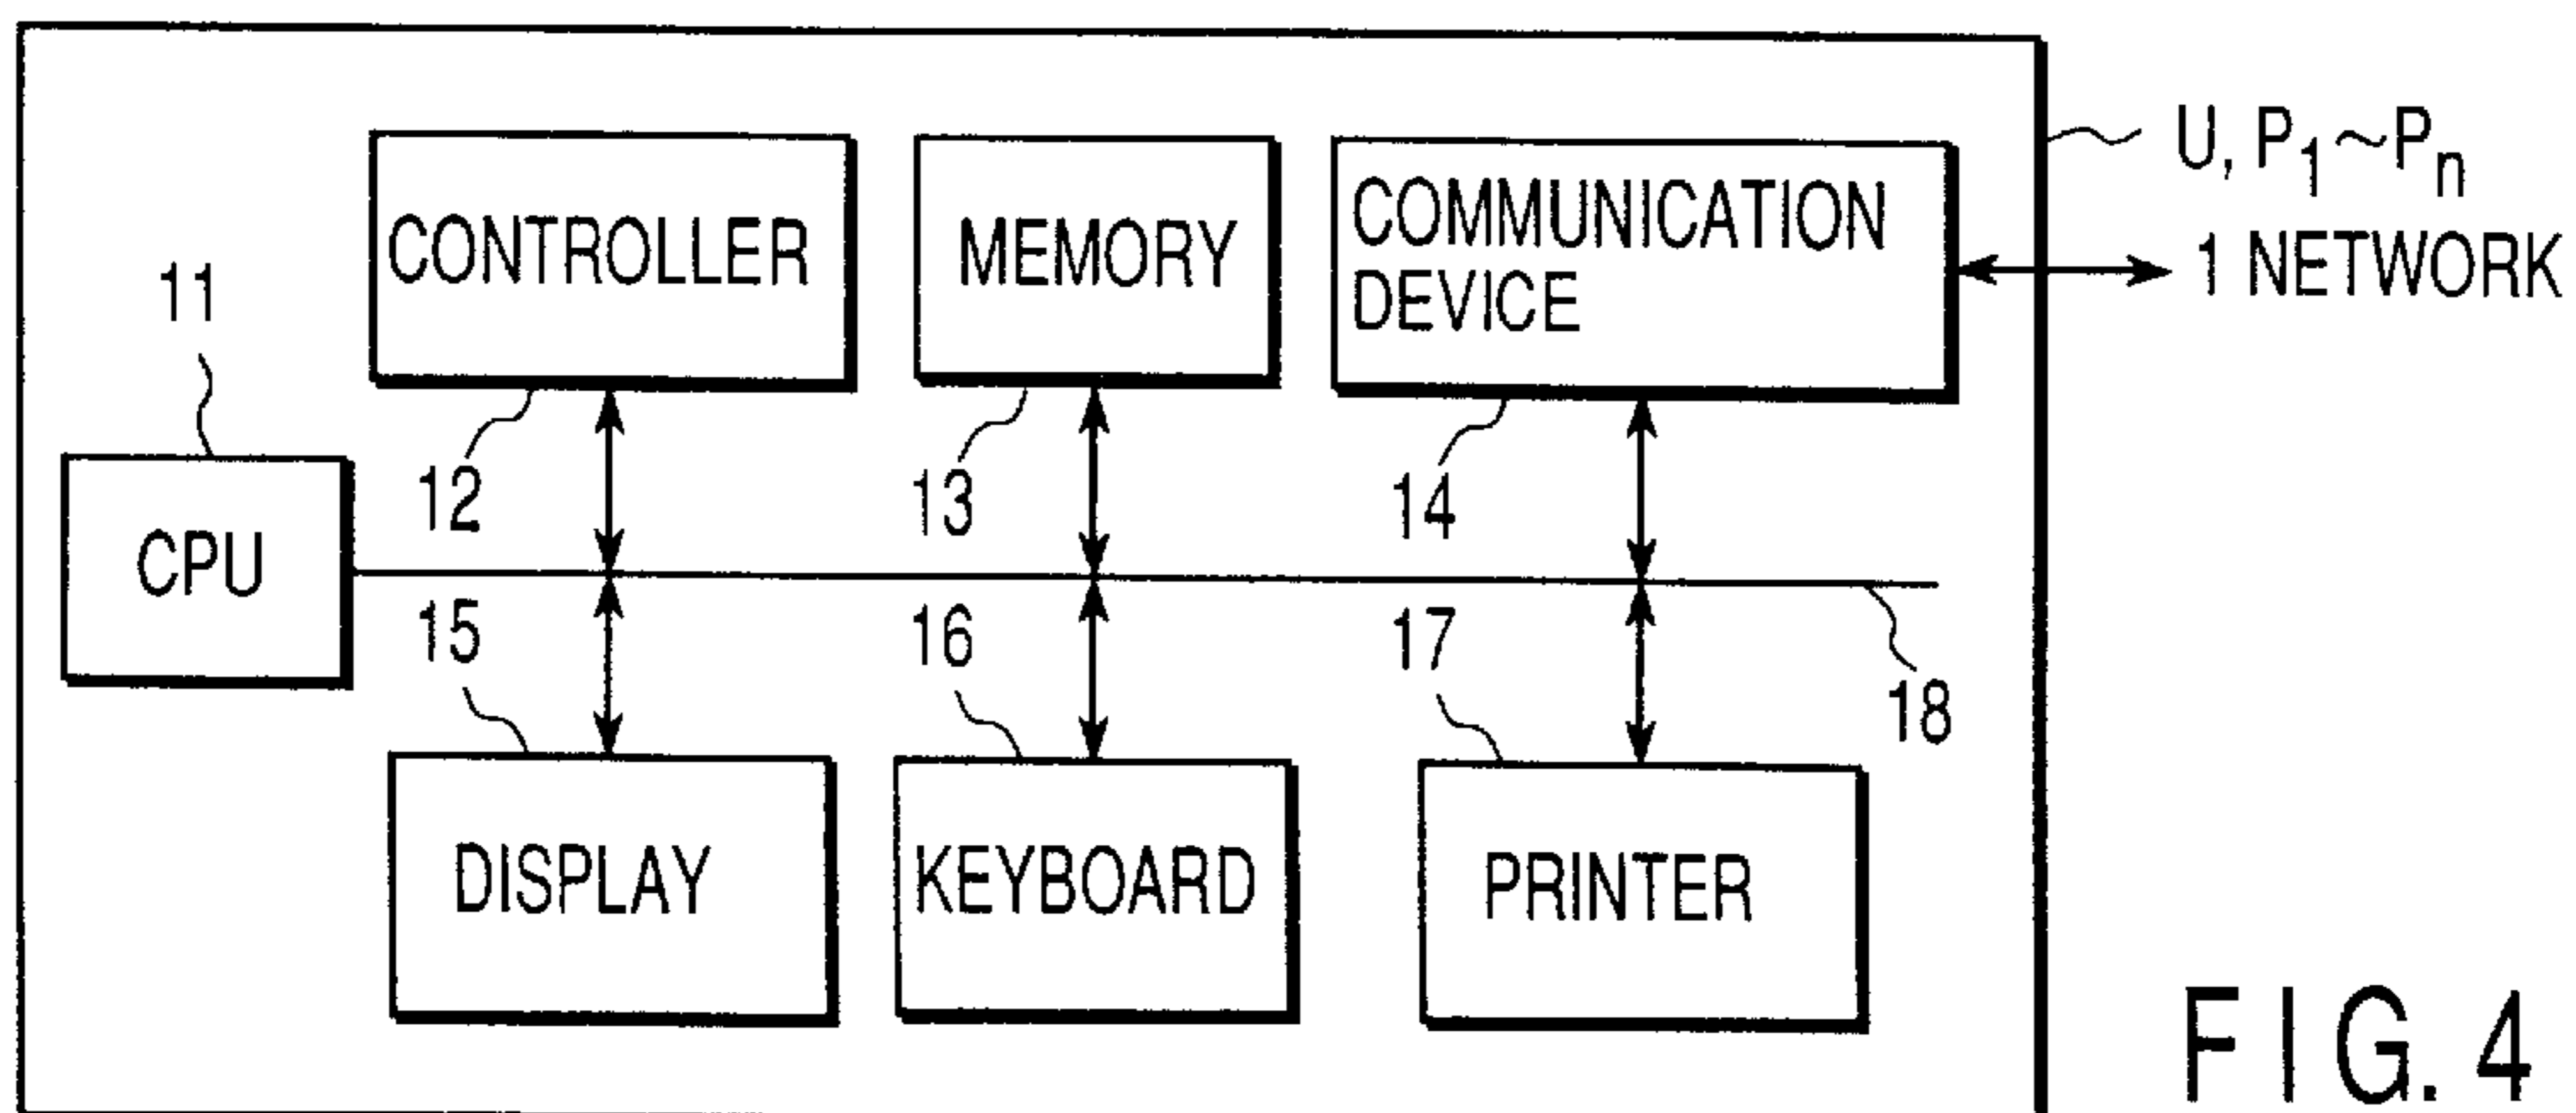 U, P1~Pn
CONTROLLER
MEMORY
COMMUNICATION
DEVICE
1 NETWORK
11
12
13
14
CPU
15
16
17
18
DISPLAY
KEYBOARD
PRINTER
FIG. 4